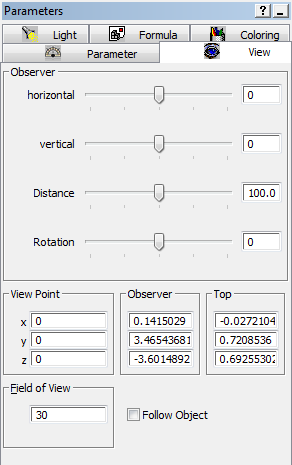 Parameters ? _
Light Formula Coloring
Parameter View
Observer
horizontal 0
vertical 0
Distance 100.0
Rotation 0
View Point Observer Top
x 0 0.1415029 -0.0272104
y 0 3.46543681 0.7208536
z 0 -3.6014892 0.69255302
Field of View
30 Follow Object